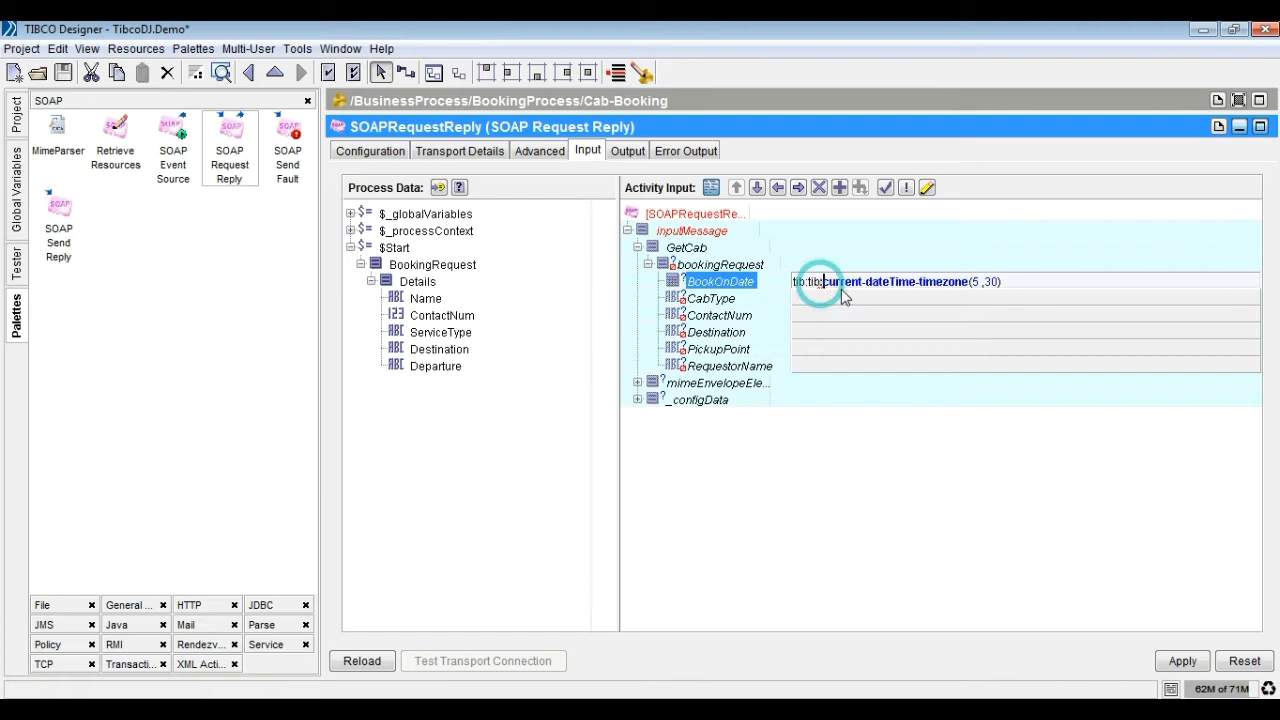 TIBCO Designer - TibcoDJ.Demo*
Project Edit View Resources Palettes Multi-User Tools Window Help
SOAP
/BusinessProcess/BookingProcess/Cab-Booking
SOAPRequestReply (SOAP Request Reply)
MimeParser
Retrieve Resources
SOAP Event Source
SOAP Request Reply
SOAP Send Fault
SOAP Send Reply
Project
Global Variables
Tester
Palettes
Configuration Transport Details Advanced Input Output Error Output
Process Data:
$_globalVariables
$_processContext
$Start
BookingRequest
Details
Name
ContactNum
ServiceType
Destination
Departure
Activity Input:
[SOAPRequestRe...
inputMessage
GetCab
bookingRequest
BookOnDate tib:tib:current-dateTime-timezone(5 ,30)
CabType
ContactNum
Destination
PickupPoint
RequestorName
mimeEnvelopeEle...
_configData
File General ... HTTP JDBC
JMS Java Mail Parse
Policy RMI Rendezv... Service
TCP Transacti... XML Acti...
Reload Test Transport Connection Apply Reset
62M of 71M